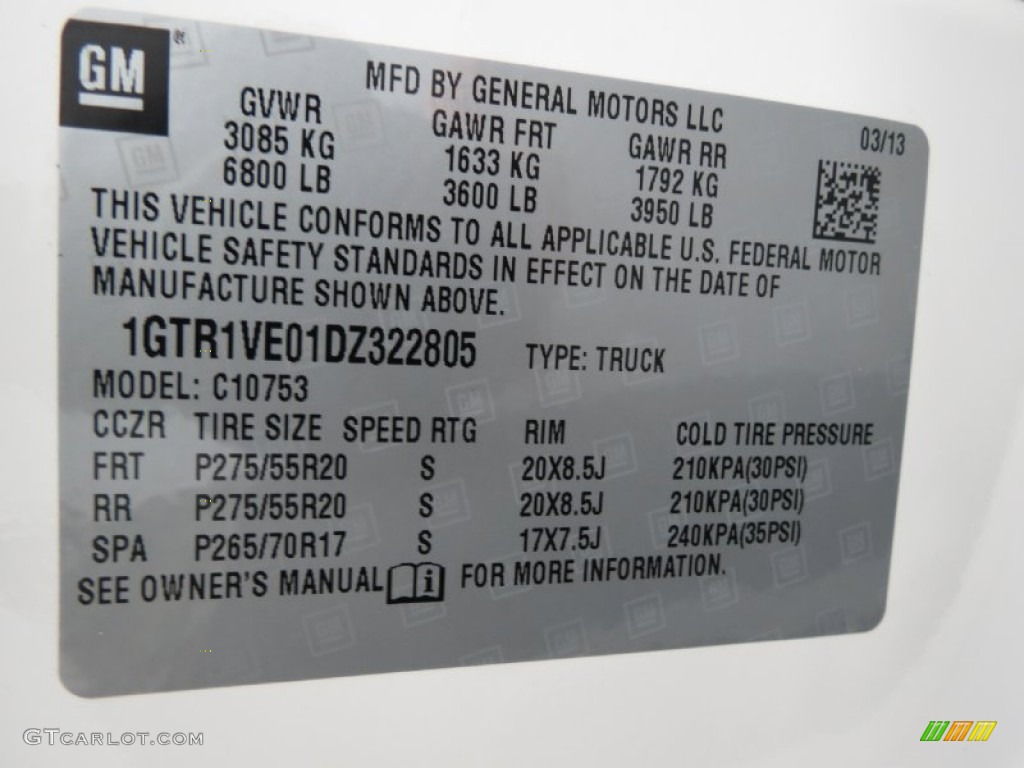 GM
MFD BY GENERAL MOTORS LLC
GVWR GAWR FRT GAWR RR 03/13
3085 KG 1633 KG 1792 KG
6800 LB 3600 LB 3950 LB
THIS VEHICLE CONFORMS TO ALL APPLICABLE U.S. FEDERAL MOTOR
VEHICLE SAFETY STANDARDS IN EFFECT ON THE DATE OF
MANUFACTURE SHOWN ABOVE.
1GTR1VE01DZ322805 TYPE: TRUCK
MODEL: C10753
CCZR TIRE SIZE SPEED RTG RIM COLD TIRE PRESSURE
FRT P275/55R20 S 20X8.5J 210KPA(30PSI)
RR P275/55R20 S 20X8.5J 210KPA(30PSI)
SPA P265/70R17 S 17X7.5J 240KPA(35PSI)
SEE OWNER'S MANUAL FOR MORE INFORMATION.
GTCARLOT.COM